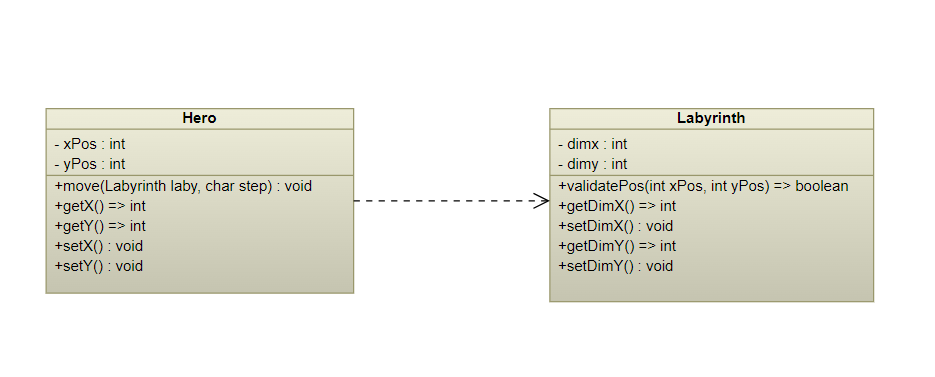 Hero
- xPos : int
- yPos : int
+move(Labyrinth laby, char step) : void
+getX() => int
+getY() => int
+setX() : void
+setY() : void
Labyrinth
- dimx : int
- dimy : int
+validatePos(int xPos, int yPos) => boolean
+getDimX() => int
+setDimX() : void
+getDimY() => int
+setDimY() : void